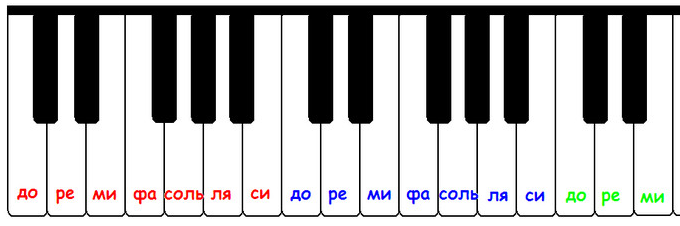 до ре ми фа соль ля си до ре ми фа соль ля си до ре ми